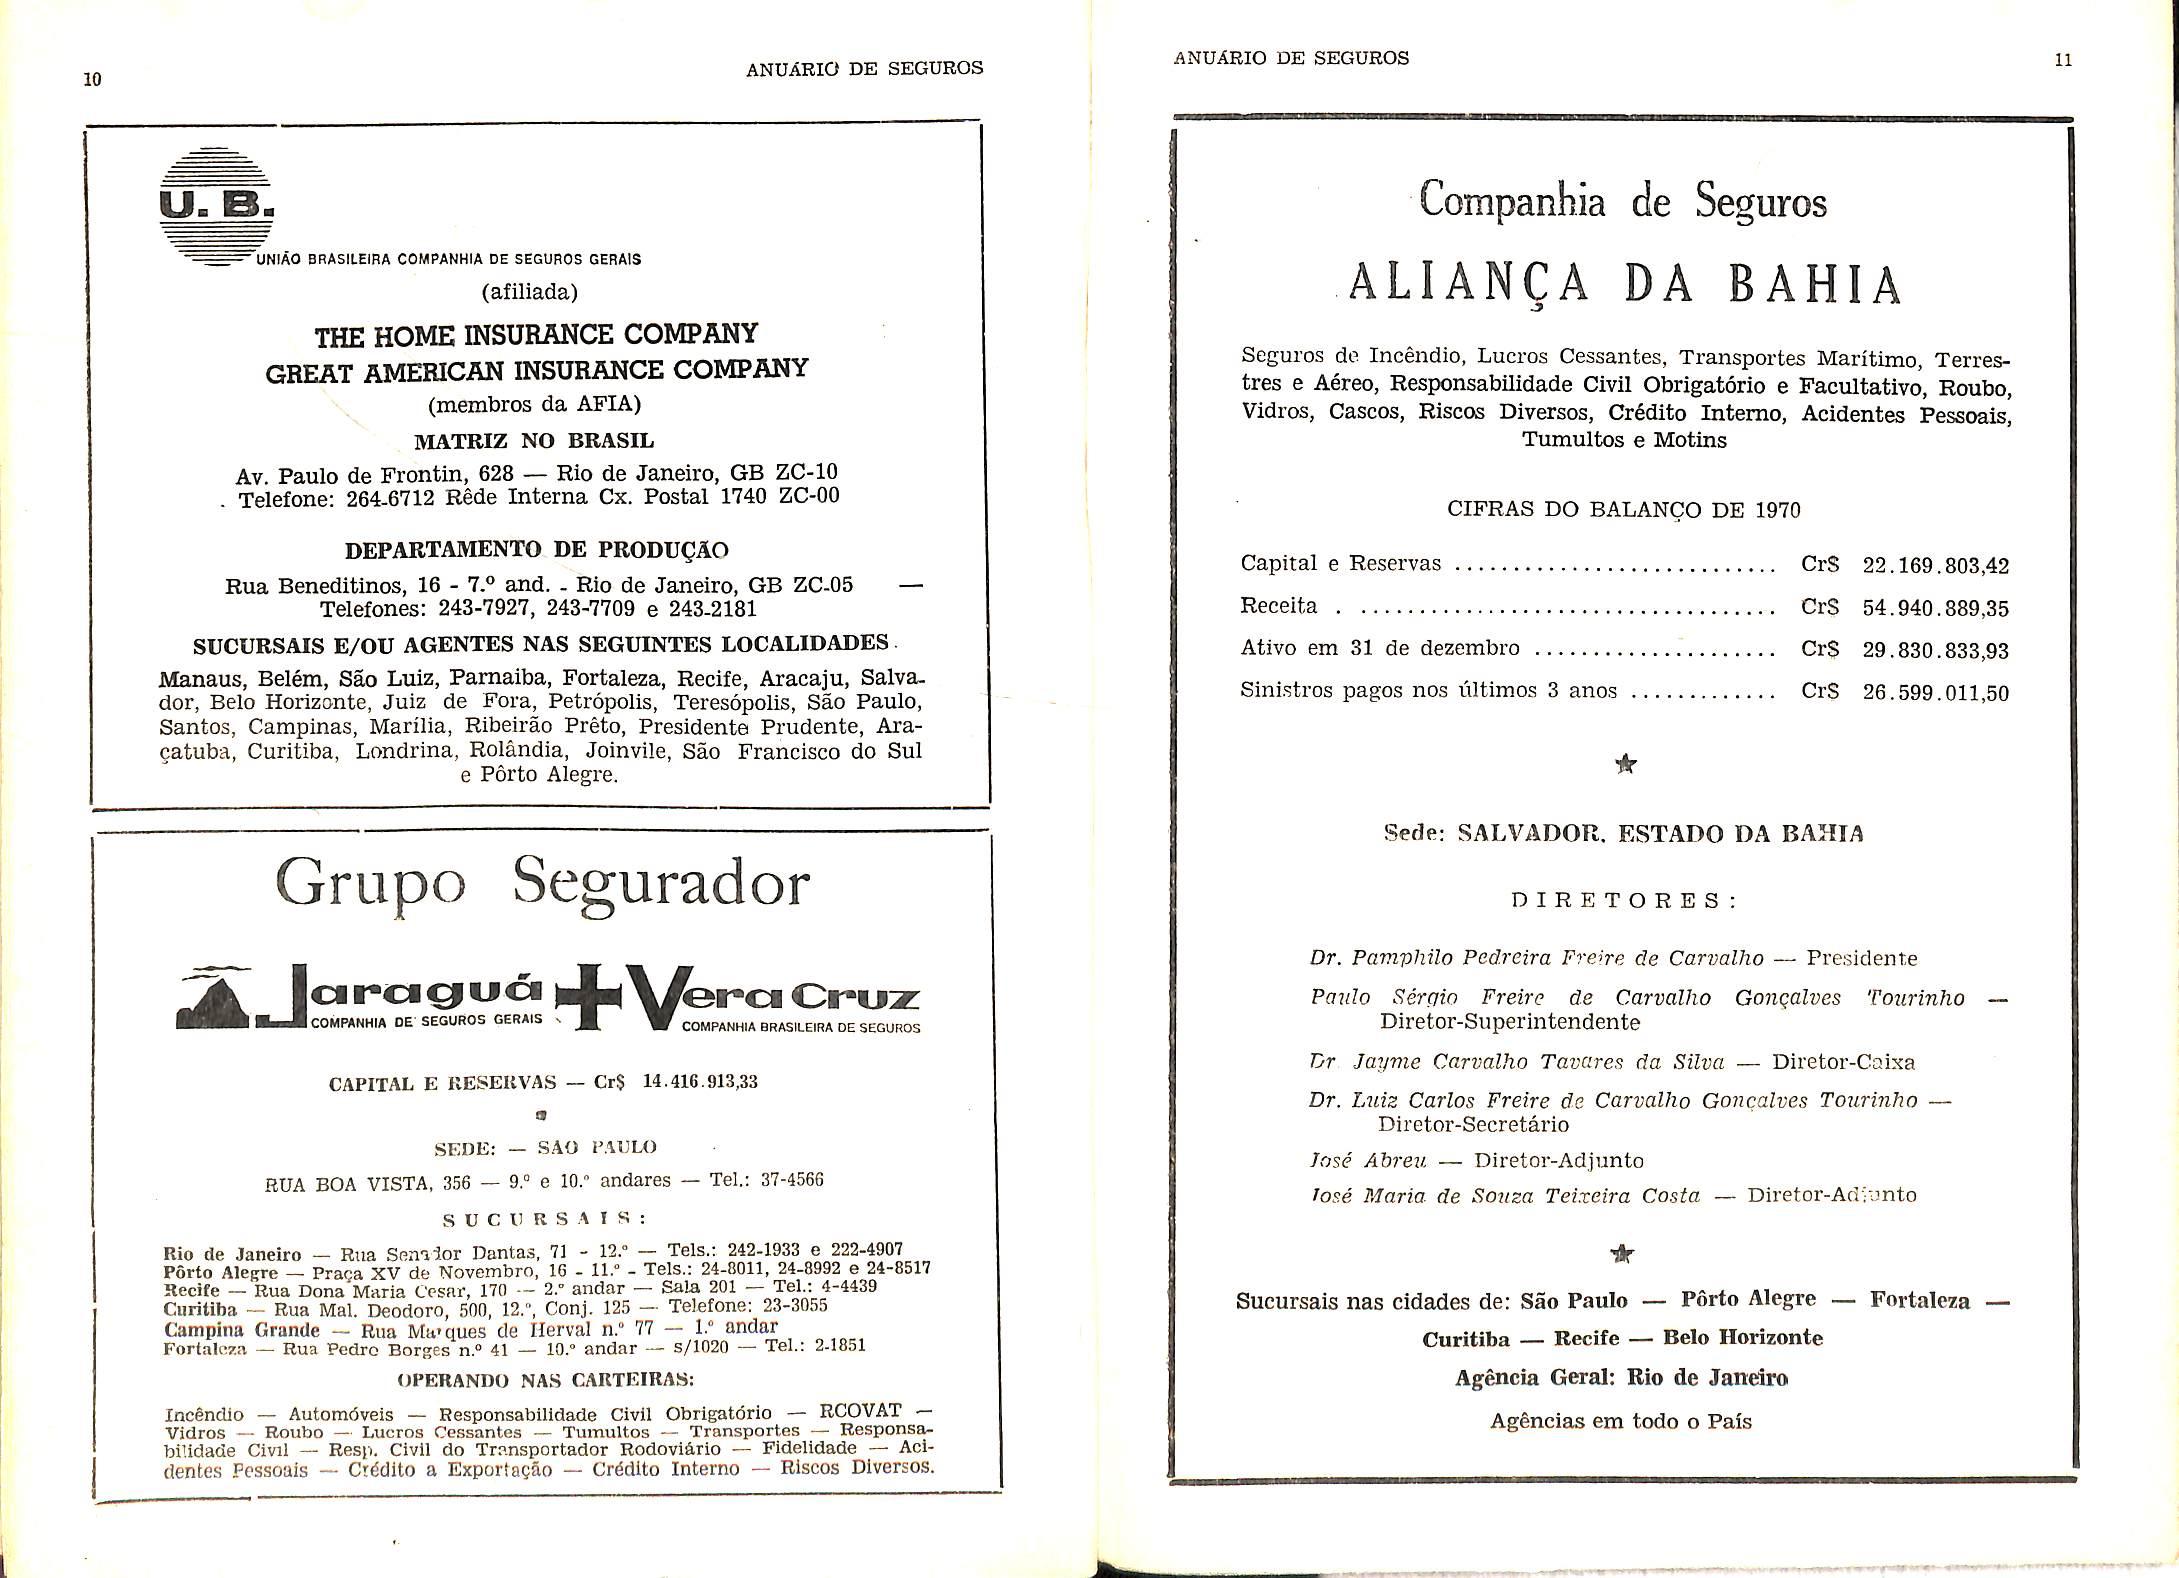 10
ANUÁRIO DE SEGUROS
U. B.
UNIÃO BRASILEIRA COMPANHIA DE SEGUROS GERAIS
(afiliada)
THE HOME INSURANCE COMPANY
GREAT AMERICAN INSURANCE COMPANY
(membros da AFIA)
MATRIZ NO BRASIL
Av. Paulo de Frontin, 628 — Rio de Janeiro, GB ZC-10
Telefone: 264-6712 Rêde Interna Cx. Postal 1740 ZC-00
DEPARTAMENTO DE PRODUÇÃO
Rua Beneditinos, 16 - 7.º and. - Rio de Janeiro, GB ZC-05 —
Telefones: 243-7927, 243-7709 e 243-2181
SUCURSAIS E/OU AGENTES NAS SEGUINTES LOCALIDADES.
Manaus, Belém, São Luiz, Parnaiba, Fortaleza, Recife, Aracaju, Salva-
dor, Belo Horizonte, Juiz de Fora, Petrópolis, Teresópolis, São Paulo,
Santos, Campinas, Marília, Ribeirão Prêto, Presidente Prudente, Ara-
çatuba, Curitiba, Londrina, Rolândia, Joinvile, São Francisco do Sul
e Pôrto Alegre.
Grupo Segurador
Jaraguá + Vera Cruz
COMPANHIA DE SEGUROS GERAIS
COMPANHIA BRASILEIRA DE SEGUROS
CAPITAL E RESERVAS — Cr$ 14.416.913,33
SEDE: — SAO PAULO
RUA BOA VISTA, 356 — 9.º e 10.º andares — Tel.: 37-4566
SUCURSAIS:
Rio de Janeiro — Rua Senador Dantas, 71 - 12.º — Tels.: 242-1933 e 222-4907
Pôrto Alegre — Praça XV de Novembro, 16 - 11.º - Tels.: 24-8011, 24-8992 e 24-8517
Recife — Rua Dona Maria Cesar, 170 — 2.º andar — Sala 201 — Tel.: 4-4439
Curitiba — Rua Mal. Deodoro, 500, 12.º, Conj. 125 — Telefone: 23-3055
Campina Grande — Rua Marques de Herval n.º 77 — 1.º andar
Fortaleza — Rua Pedro Borges n.º 41 — 10.º andar — s/1020 — Tel.: 2-1851
OPERANDO NAS CARTEIRAS:
Incêndio — Automóveis — Responsabilidade Civil Obrigatório — RCOVAT —
Vidros — Roubo — Lucros Cessantes — Tumultos — Transportes — Responsa-
bilidade Civil — Resp. Civil do Transportador Rodoviário — Fidelidade — Aci-
dentes Pessoais — Crédito a Exportação — Crédito Interno — Riscos Diversos.
ANUÁRIO DE SEGUROS
11
Companhia de Seguros
ALIANÇA DA BAHIA
Seguros de Incêndio, Lucros Cessantes, Transportes Marítimo, Terres-
tres e Aéreo, Responsabilidade Civil Obrigatório e Facultativo, Roubo,
Vidros, Cascos, Riscos Diversos, Crédito Interno, Acidentes Pessoais,
Tumultos e Motins
CIFRAS DO BALANÇO DE 1970
Capital e Reservas ............................ Cr$ 22.169.803,42
Receita . .................................... Cr$ 54.940.889,35
Ativo em 31 de dezembro ..................... Cr$ 29.830.833,93
Sinistros pagos nos últimos 3 anos ............. Cr$ 26.599.011,50
Sede: SALVADOR, ESTADO DA BAHIA
DIRETORES:
Dr. Pamphilo Pedreira Freire de Carvalho — Presidente
Paulo Sérgio Freire de Carvalho Gonçalves Tourinho —
Diretor-Superintendente
Dr Jayme Carvalho Tavares da Silva — Diretor-Caixa
Dr. Luiz Carlos Freire de Carvalho Gonçalves Tourinho —
Diretor-Secretário
José Abreu — Diretor-Adjunto
José Maria de Souza Teixeira Costa — Diretor-Adjunto
Sucursais nas cidades de: São Paulo — Pôrto Alegre — Fortaleza —
Curitiba — Recife — Belo Horizonte
Agência Geral: Rio de Janeiro
Agências em todo o País